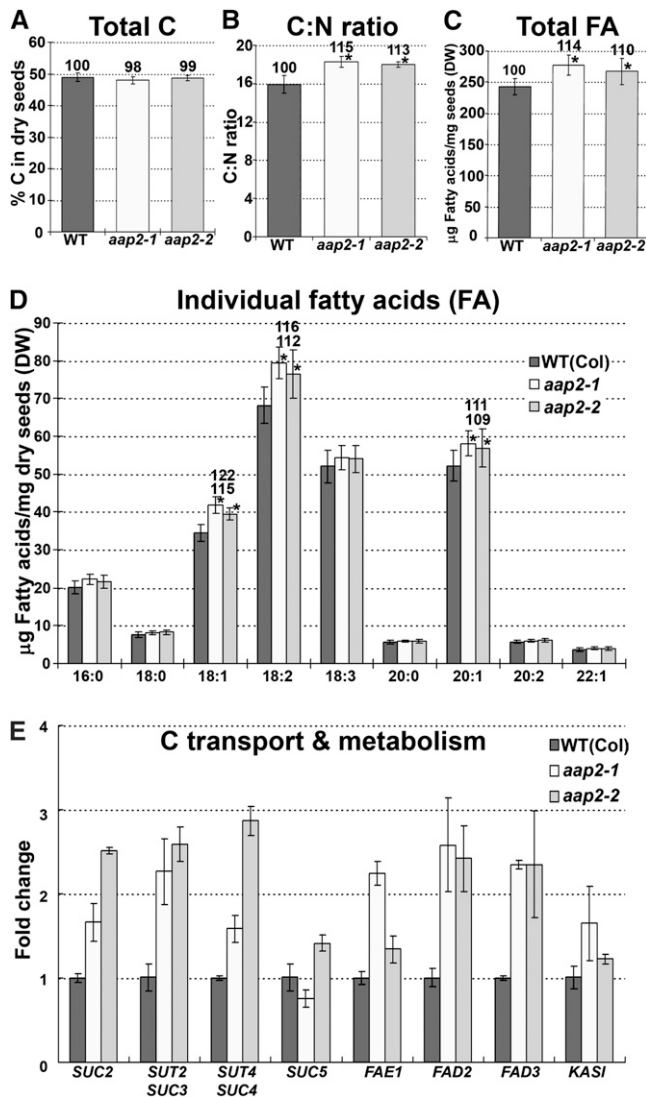 A
Total C
% C in dry seeds
60
50
40
30
20
10
0
100
98
99
WT
aap2-1
aap2-2
B
C:N ratio
C:N ratio
20
16
12
8
4
0
100
115
*
113
*
WT
aap2-1
aap2-2
C
Total FA
µg Fatty acids/mg seeds (DW)
300
250
200
150
100
50
0
100
114
*
110
*
WT
aap2-1
aap2-2
D
Individual fatty acids (FA)
µg Fatty acids/mg dry seeds (DW)
90
80
70
60
50
40
30
20
10
0
WT(Col)
aap2-1
aap2-2
122
115
*
*
116
112
*
*
111
109
*
*
16:0
18:0
18:1
18:2
18:3
20:0
20:1
20:2
22:1
E
C transport & metabolism
Fold change
4
3
2
1
0
WT(Col)
aap2-1
aap2-2
SUC2
SUT2
SUC3
SUT4
SUC4
SUC5
FAE1
FAD2
FAD3
KASI